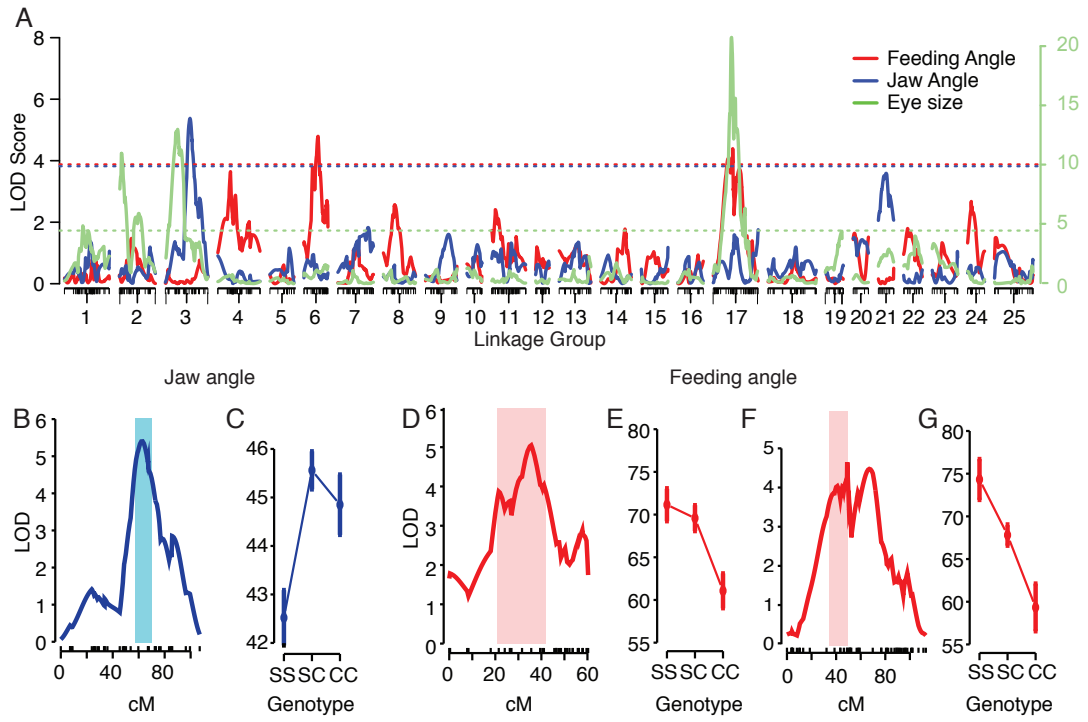 A
8
6
4
2
0
LOD Score
Feeding Angle
Jaw Angle
Eye size
20
15
10
5
0
1 2 3 4 5 6 7 8 9 10 11 12 13 14 15 16 17 18 19 20 21 22 23 24 25
Linkage Group
Jaw angle
Feeding angle
B
6
5
4
3
2
1
0
LOD
0 40 80
cM
C
46
45
44
43
42
SS SC CC
Genotype
D
6
5
4
3
2
1
0
LOD
0 20 40 60
cM
E
80
75
70
65
60
55
SS SC CC
Genotype
F
5
4
3
2
1
0
0 40 80
cM
G
80
75
70
65
60
55
SS SC CC
Genotype